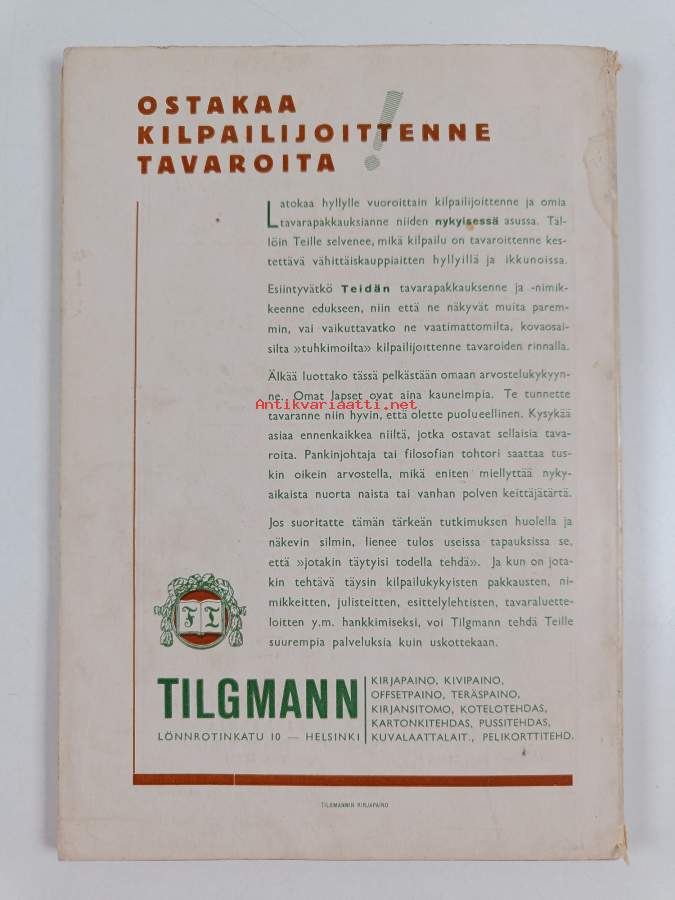 OSTAKAA
KILPAILIJOITTENNE
TAVAROITA !
Latokaa hyllylle vuoroittain kilpailijoittenne ja omia
tavarapakkauksianne niiden nykyisessä asussa. Täl-
löin Teille selvenee, mikä kilpailu on tavaroittenne kes-
tettävä vähittäiskauppiaitten hyllyillä ja ikkunoissa.
Esiintyvätkö Teidän tavarapakkauksenne ja -nimik-
keenne edukseen, niin että ne näkyvät muita parem-
min, vai vaikuttavatko ne vaatimattomilta, kovaosai-
silta »tuhkimoilta» kilpailijoittenne tavaroiden rinnalla.
Älkää luottako tässä pelkästään omaan arvostelukykyyn-
ne. Omat lapset ovat aina kauneimpia. Te tunnette
Antikvariaatti.net
tavaranne niin hyvin, että olette puolueellinen. Kysykää
asiaa ennenkaikkea niiltä, jotka ostavat sellaisia tava-
roita. Pankinjohtaja tai filosofian tohtori saattaa tus-
kin oikein arvostella, mikä eniten miellyttää nyky-
aikaista nuorta naista tai vanhan polven keittäjätärtä.
Jos suoritatte tämän tärkeän tutkimuksen huolella ja
näkevin silmin, lienee tulos useissa tapauksissa se,
että »jotakin täytyisi todella tehdä». Ja kun on jota-
kin tehtävä täysin kilpailukykyisten pakkausten, ni-
mikkeitten, julisteitten, esittelylehtisten, tavaraluette-
loitten y.m. hankkimiseksi, voi Tilgmann tehdä Teille
suurempia palveluksia kuin uskottekaan.
F T
TILGMANN
LÖNNROTINKATU 10 — HELSINKI
KIRJAPAINO, KIVIPAINO,
OFFSETPAINO, TERÄSPAINO,
KIRJANSITOMO, KOTELOTEHDAS,
KARTONKITEHDAS, PUSSITEHDAS,
KUVALAATTALAIT., PELIKORTTITEHD.
TILGMANNIN KIRJAPAINO